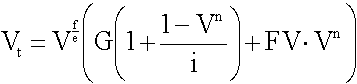 V_t = V^{f/e} ( G ( 1 + (1 - V^n) / i ) + FV · V^n )